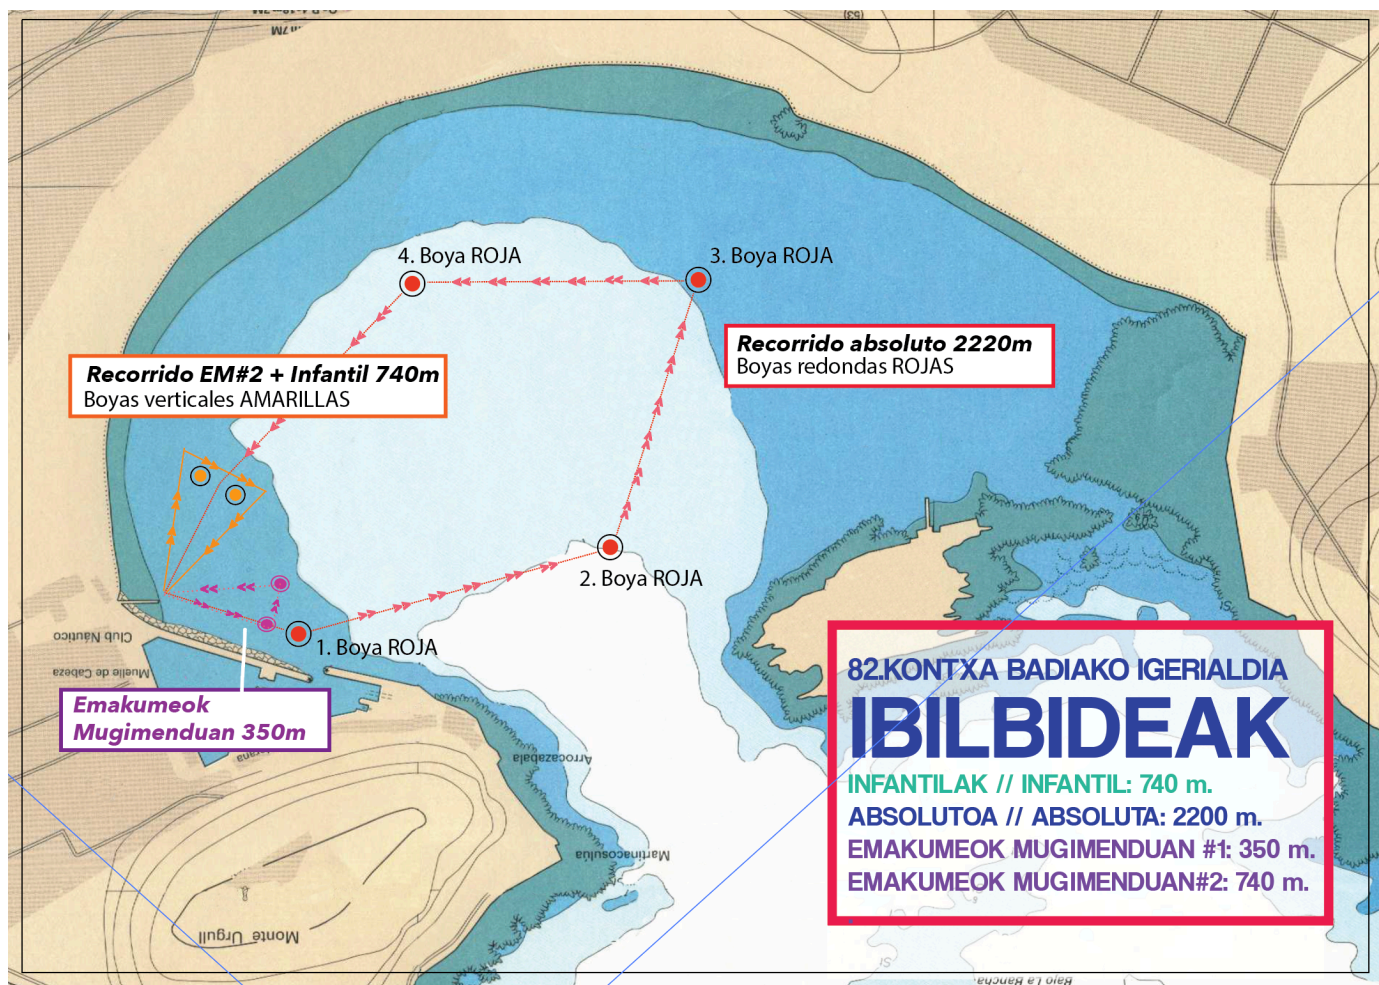 (53)
4. Boya ROJA
3. Boya ROJA
Recorrido absoluto 2220m
Boyas redondas ROJAS
Recorrido EM#2 + Infantil 740m
Boyas verticales AMARILLAS
2. Boya ROJA
1. Boya ROJA
Club Náutico
Muelle de Cabeza
Emakumeok
Mugimenduan 350m
Arrocazabala
Martinacosulua
Monte Urgull
82.KONTXA BADIAKO IGERIALDIA
IBILBIDEAK
INFANTILAK // INFANTIL: 740 m.
ABSOLUTOA // ABSOLUTA: 2200 m.
EMAKUMEOK MUGIMENDUAN #1: 350 m.
EMAKUMEOK MUGIMENDUAN#2: 740 m.
Bajo La Bancha